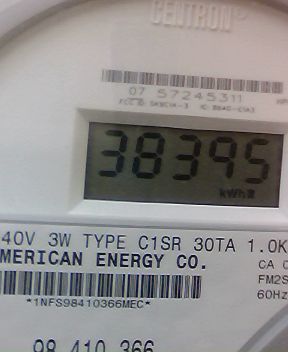 CENTRON
07 57245311
38395
kWh
40V 3W TYPE C1SR 30TA 1.0K
MERICAN ENERGY CO.
CA 0
FM2S
60Hz
*1NFS98410366MEC*
98 410 366